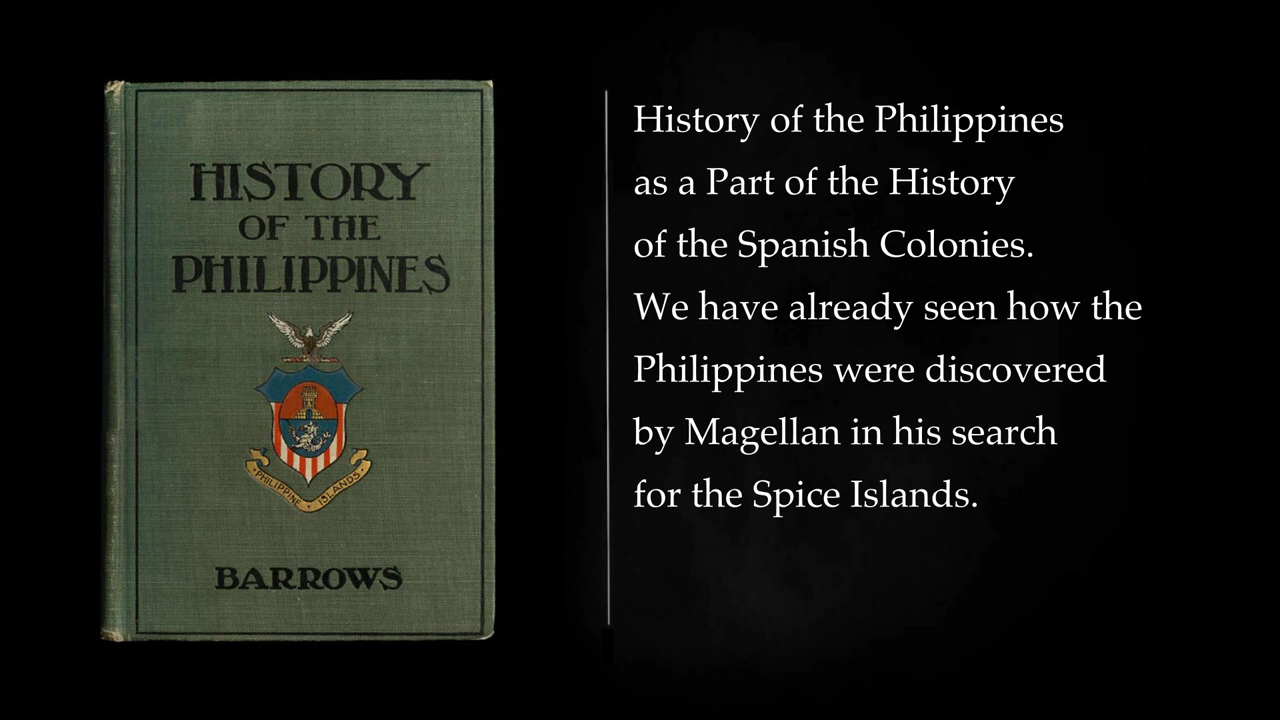 HISTORY
OF THE
PHILIPPINES
PHILIPPINE ★ ISLANDS
BARROWS
History of the Philippines
as a Part of the History
of the Spanish Colonies.
We have already seen how the
Philippines were discovered
by Magellan in his search
for the Spice Islands.